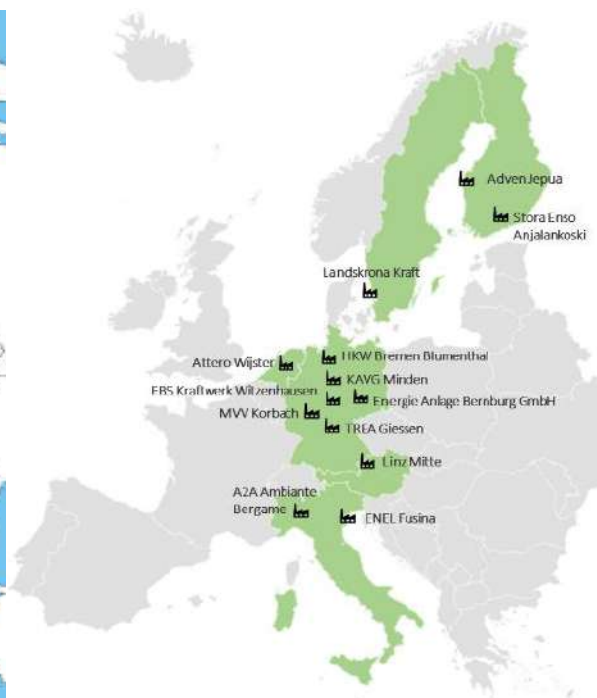 Adven Jepua
Stora Enso
Anjalankoski
Landskrona Kraft
HKW Bremen Blumenthal
Attero Wijster
KAVG Minden
EBS Kraftwerk Witzenhausen
Energie Anlage Bernburg GmbH
MVV Korbach
TREA Giessen
Linz Mitte
A2A Ambiante
Bergame
ENEL Fusina